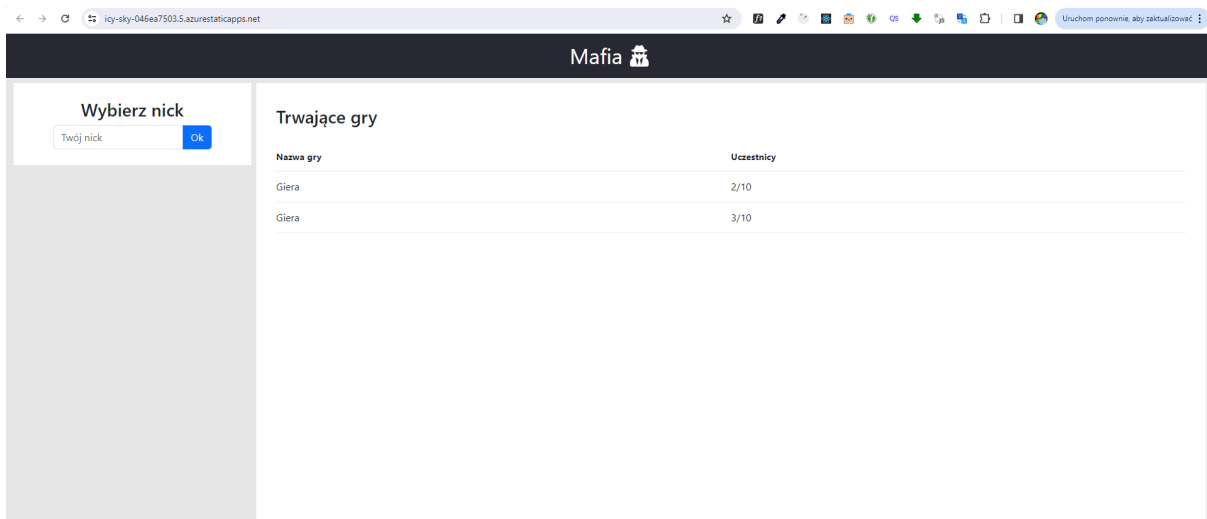 icy-sky-046ea7503.5.azurestaticapps.net
Uruchom ponownie, aby zaktualizować
Mafia
Wybierz nick
Twój nick Ok
Trwające gry
Nazwa gry Uczestnicy
Giera 2/10
Giera 3/10